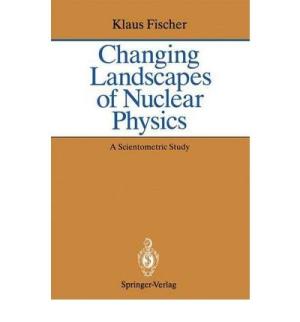 Klaus Fischer
Changing
Landscapes
of Nuclear
Physics
A Scientometric Study
Springer-Verlag